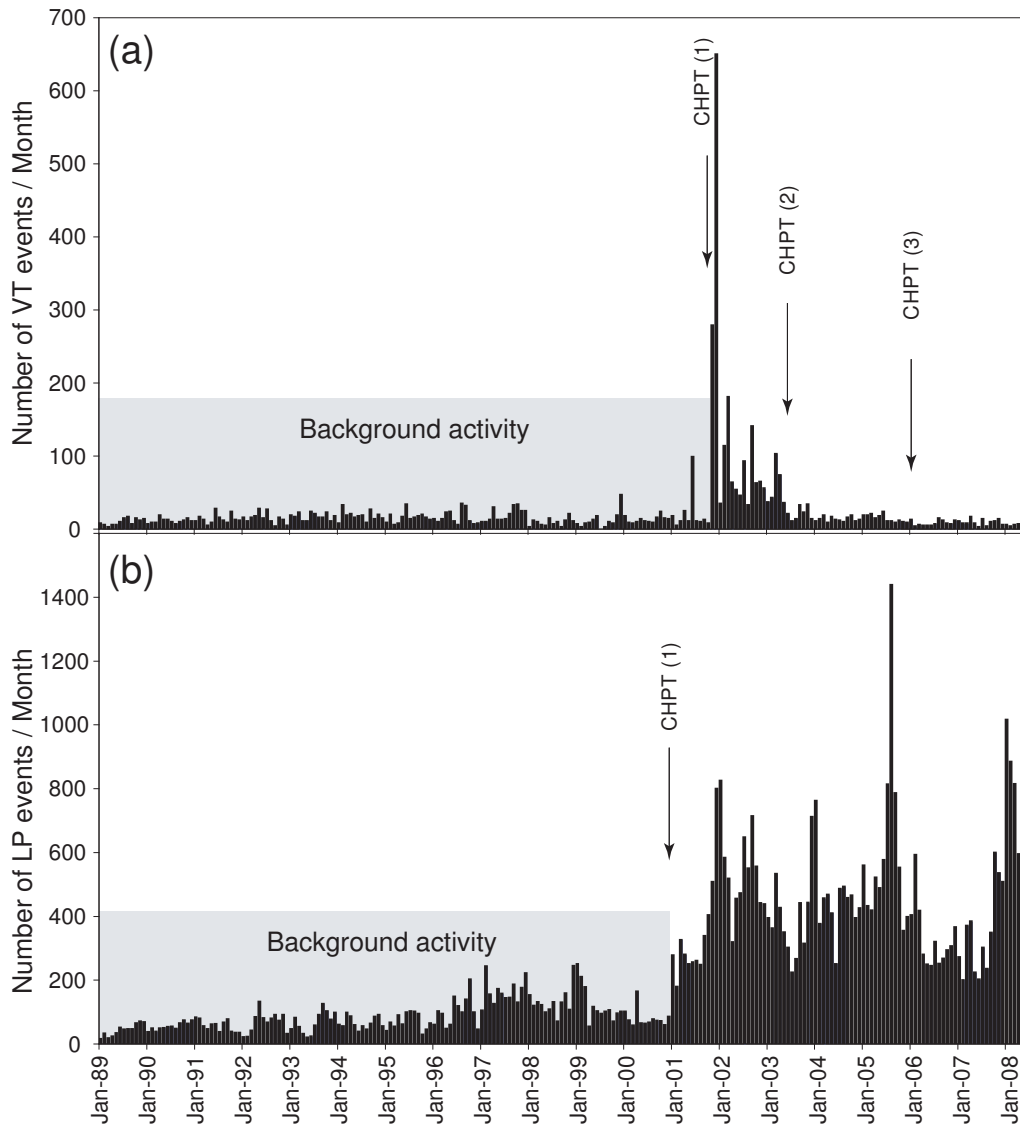 (a)
Number of VT events / Month
700
600
500
400
300
200
100
0
CHPT (1)
CHPT (2)
CHPT (3)
Background activity
(b)
Number of LP events / Month
1400
1200
1000
800
600
400
200
0
CHPT (1)
Background activity
Jan-89
Jan-90
Jan-91
Jan-92
Jan-93
Jan-94
Jan-95
Jan-96
Jan-97
Jan-98
Jan-99
Jan-00
Jan-01
Jan-02
Jan-03
Jan-04
Jan-05
Jan-06
Jan-07
Jan-08